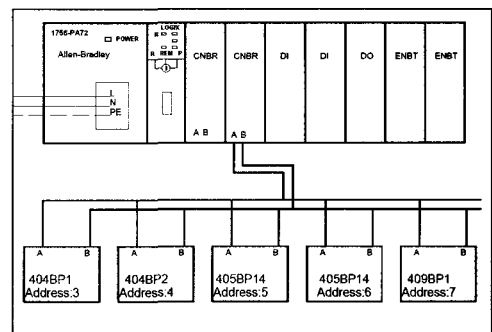 1756-PA72
POWER
Allen-Bradley
L
N
PE
LOGIX
R REM P
CNBR
A B
CNBR
A B
DI
DI
DO
ENBT
ENBT
A B
404BP1
Address:3
A B
404BP2
Address:4
A B
405BP14
Address:5
A B
405BP14
Address:6
A B
409BP1
Address:7